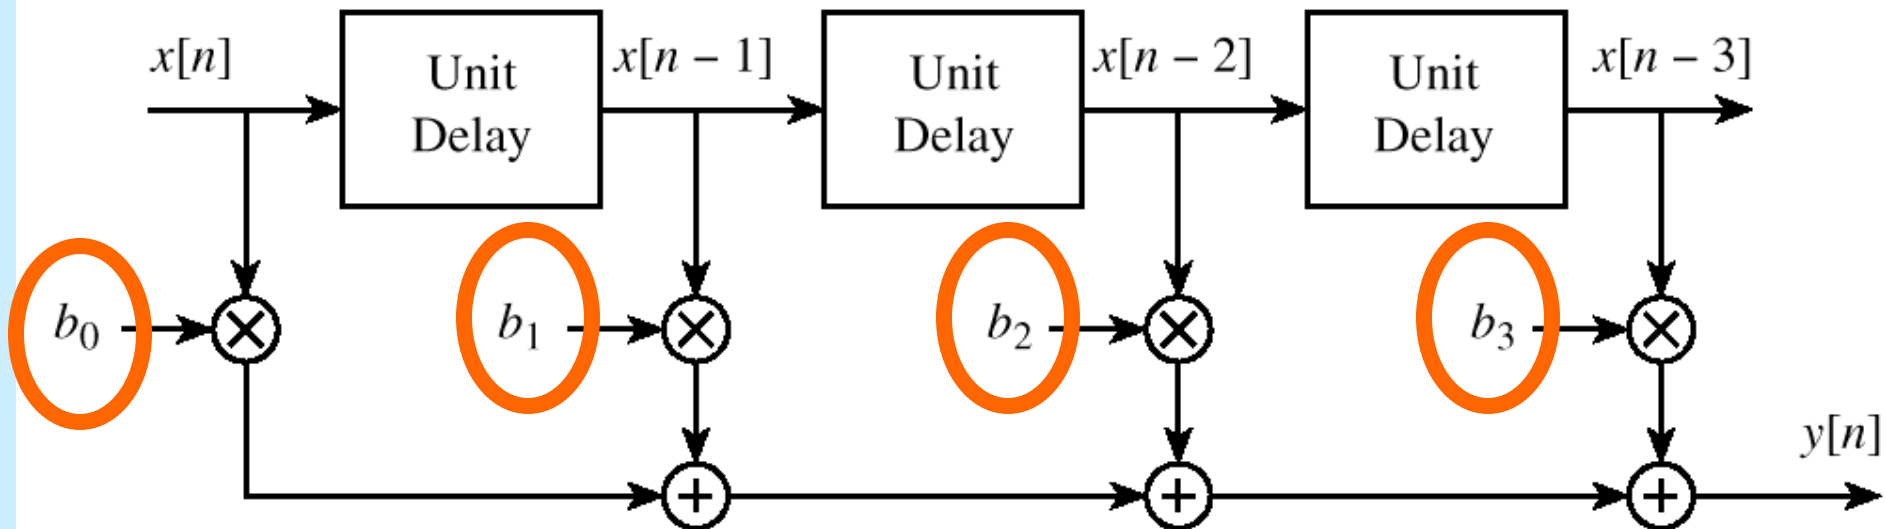 x[n]
Unit
Delay
x[n − 1]
Unit
Delay
x[n − 2]
Unit
Delay
x[n − 3]
b₀
×
b₁
×
b₂
×
b₃
×
y[n]
+
+
+